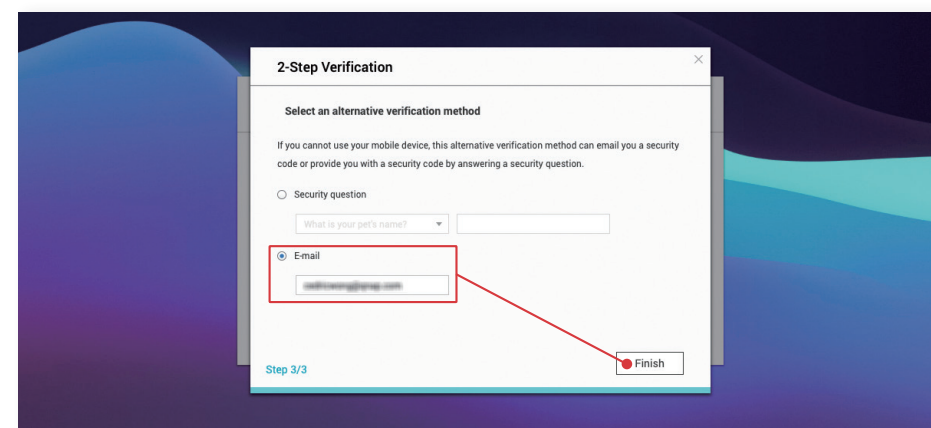 2-Step Verification
Select an alternative verification method
If you cannot use your mobile device, this alternative verification method can email you a security
code or provide you with a security code by answering a security question.
Security question
What is your pet's name?
E-mail
Step 3/3
Finish